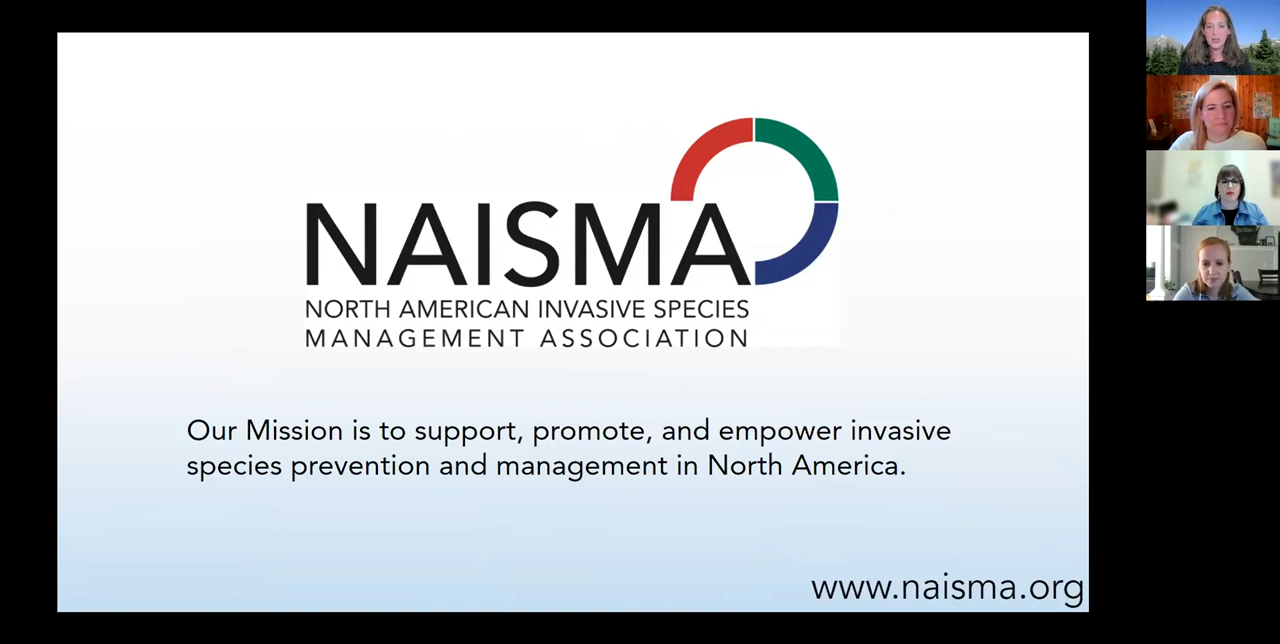 NAISMA
NORTH AMERICAN INVASIVE SPECIES
MANAGEMENT ASSOCIATION
Our Mission is to support, promote, and empower invasive
species prevention and management in North America.
www.naisma.org